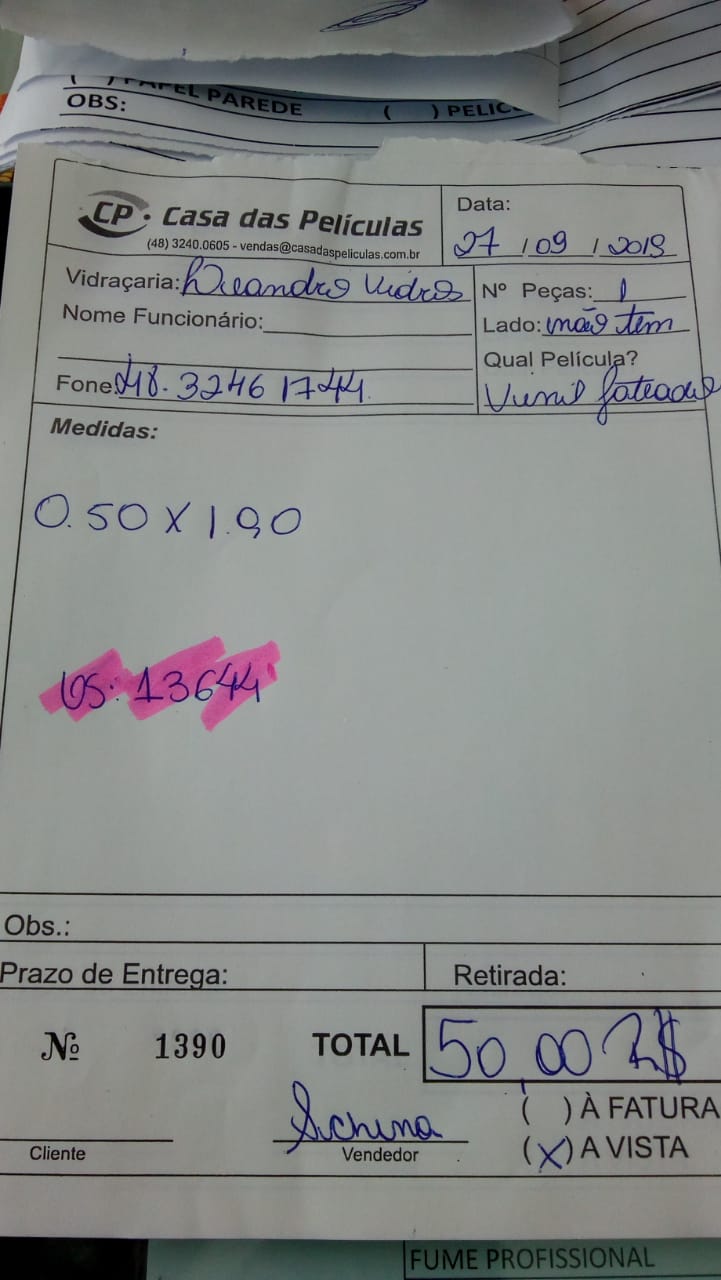 ( ) PAPEL PAREDE ( ) PELIC
OBS:
CP. Casa das Películas
(48) 3240.0605 - vendas@casadaspeliculas.com.br
Data:
27 / 09 / 2019
Vidraçaria: Leandro Vidros
Nº Peças: 1
Nome Funcionário:
Lado: não tem
Qual Película?
Fone: 48. 3246 1744
Vinil Jateado
Medidas:
0.50 X 1.90
OS: 13644
Obs.:
Prazo de Entrega:
Retirada:
Nº 1390 TOTAL 50,00 R$
( ) À FATURA
(X) A VISTA
Cliente
Vendedor
FUME PROFISSIONAL